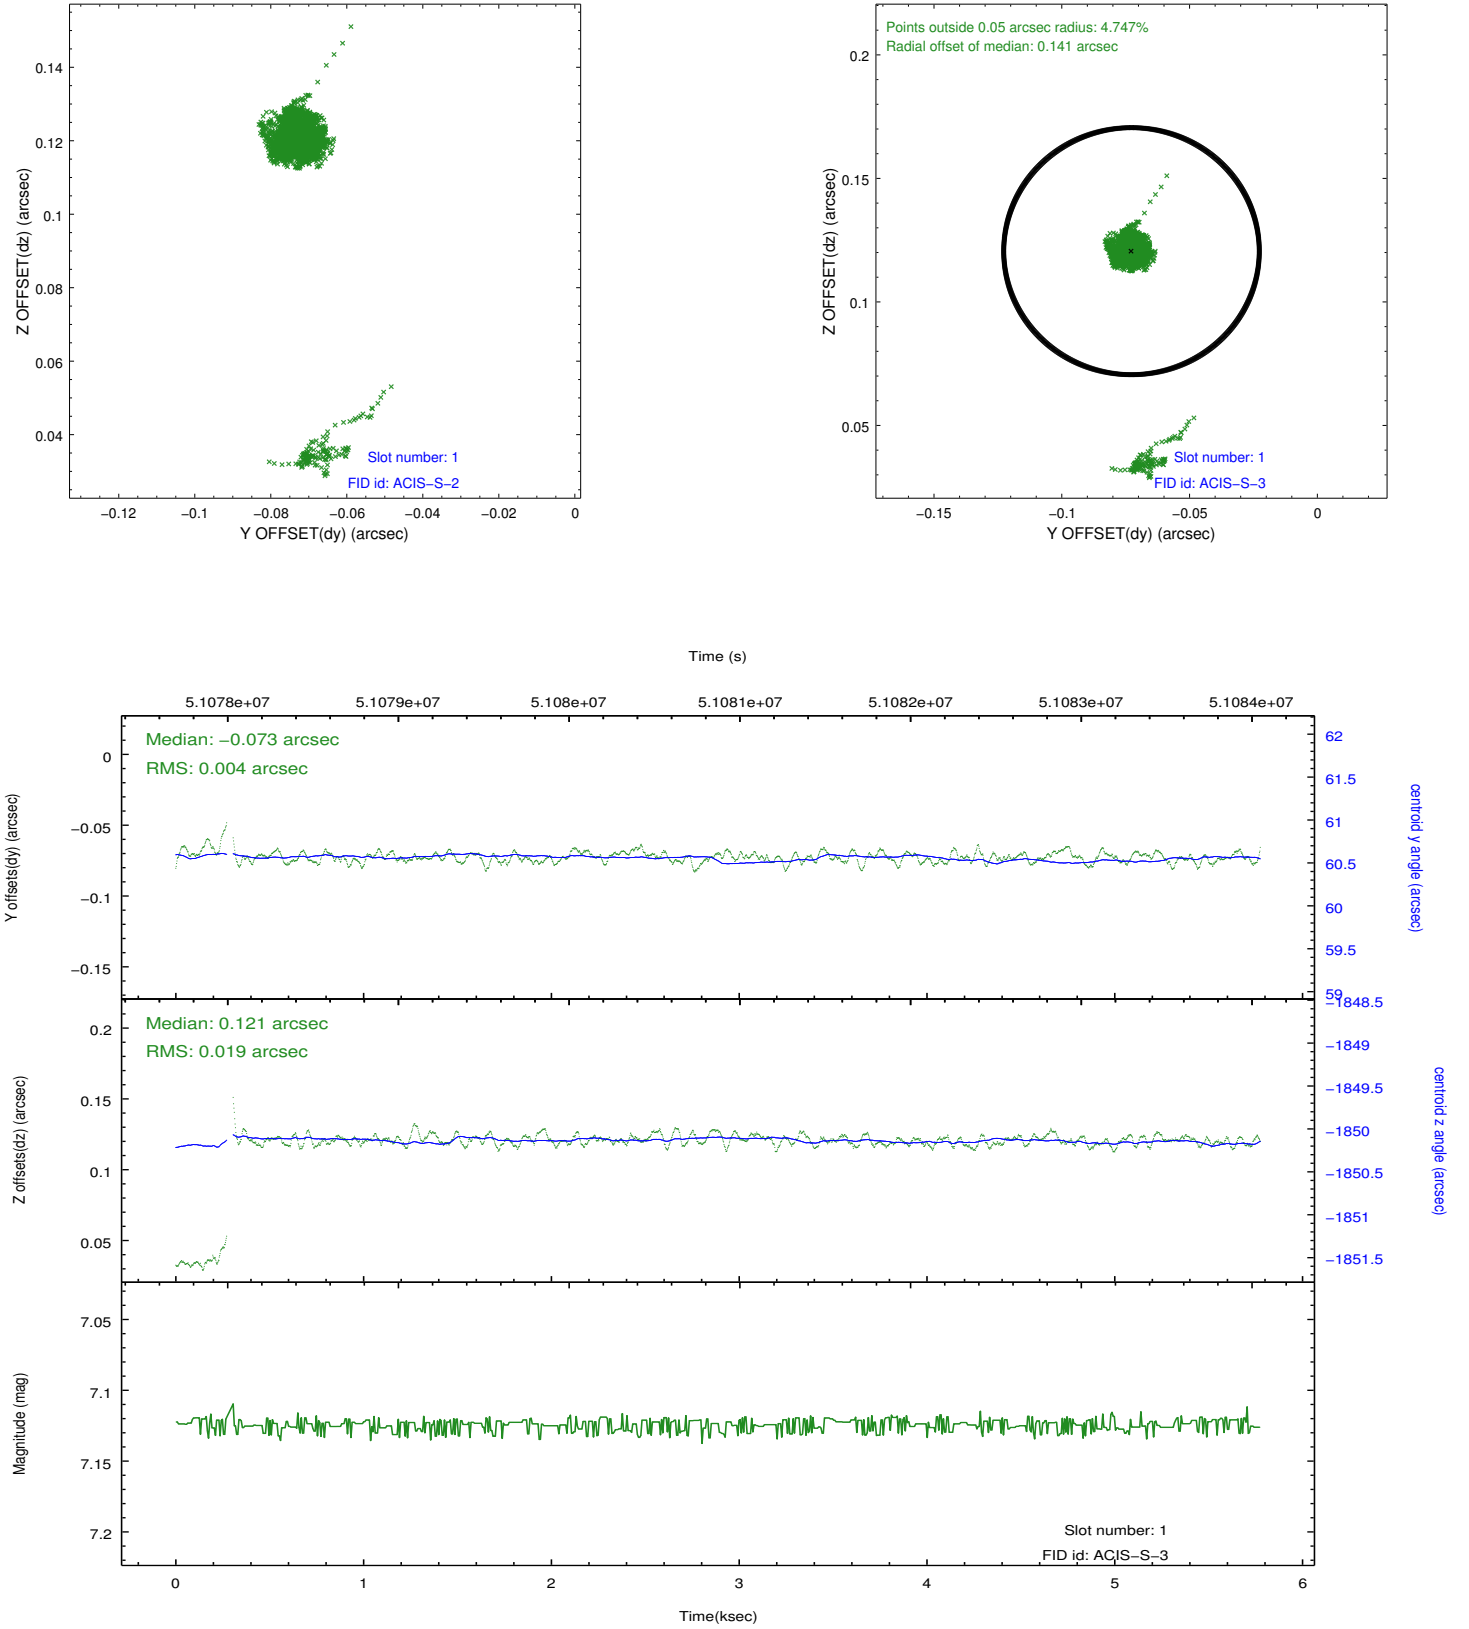 0.14
0.12
0.1
0.08
0.06
0.04
Z OFFSET(dz) (arcsec)
Slot number: 1
FID id: ACIS−S−2
−0.12
−0.1
−0.08
−0.06
−0.04
−0.02
0
Y OFFSET(dy) (arcsec)
Points outside 0.05 arcsec radius: 4.747%
Radial offset of median: 0.141 arcsec
0.2
0.15
0.1
0.05
Z OFFSET(dz) (arcsec)
Slot number: 1
FID id: ACIS−S−3
−0.15
−0.1
−0.05
0
Y OFFSET(dy) (arcsec)
Time (s)
5.1078e+07
5.1079e+07
5.108e+07
5.1081e+07
5.1082e+07
5.1083e+07
5.1084e+07
Median: −0.073 arcsec
RMS: 0.004 arcsec
0
−0.05
−0.1
−0.15
Y offsets(dy) (arcsec)
62
61.5
61
60.5
60
59.5
59
centroid y angle (arcsec)
Median: 0.121 arcsec
RMS: 0.019 arcsec
0.2
0.15
0.1
0.05
Z offsets(dz) (arcsec)
−1848.5
−1849
−1849.5
−1850
−1850.5
−1851
−1851.5
centroid z angle (arcsec)
7.05
7.1
7.15
7.2
Magnitude (mag)
Slot number: 1
FID id: ACIS−S−3
0
1
2
3
4
5
6
Time(ksec)